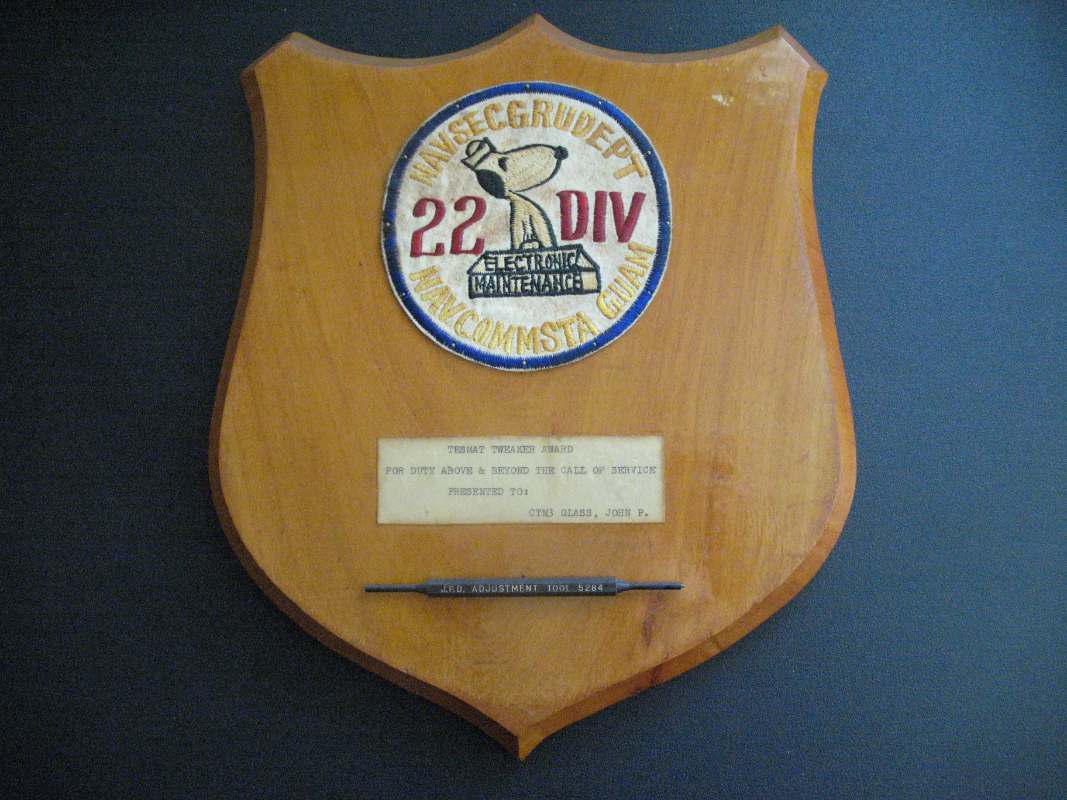 NAVSECGRUDEPT
22 DIV
ELECTRONIC
MAINTENANCE
NAVCOMMSTA GUAM
TESMAT TWEAKER AWARD
FOR DUTY ABOVE & BEYOND THE CALL OF SERVICE
PRESENTED TO:
CTM3 GLASS, JOHN P.
J.F.D. ADJUSTMENT TOOL 5284